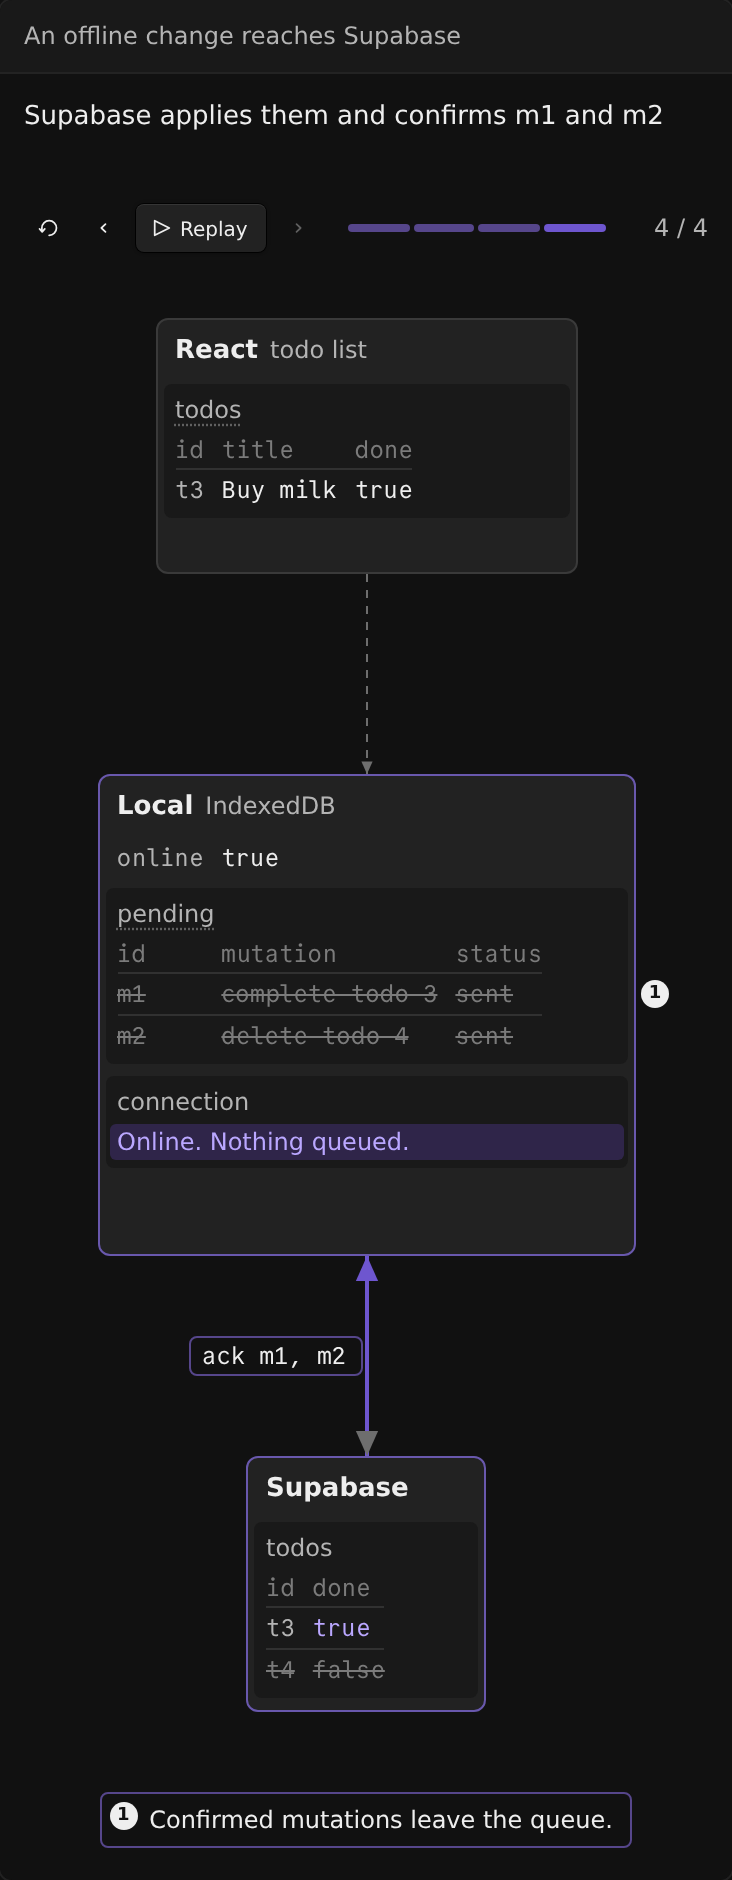 An offline change reaches Supabase
Supabase applies them and confirms m1 and m2
Replay
4 / 4
React todo list
todos
id title done
t3 Buy milk true
Local IndexedDB
online true
pending
id mutation status
m1 complete todo 3 sent
1
m2 delete todo 4 sent
connection
Online. Nothing queued.
ack m1, m2
Supabase
todos
id done
t3 true
t4 false
1 Confirmed mutations leave the queue.